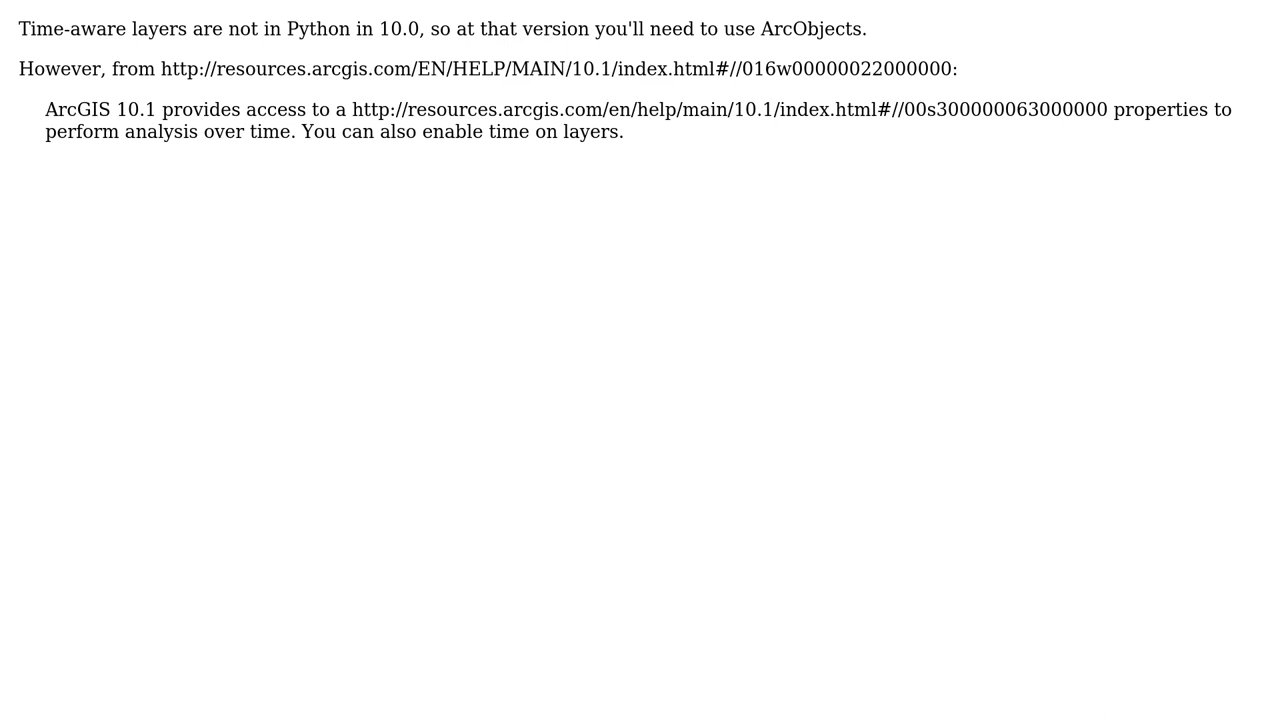 Time-aware layers are not in Python in 10.0, so at that version you'll need to use ArcObjects.
However, from http://resources.arcgis.com/EN/HELP/MAIN/10.1/index.html#//016w00000022000000:
ArcGIS 10.1 provides access to a http://resources.arcgis.com/en/help/main/10.1/index.html#//00s300000063000000 properties to
perform analysis over time. You can also enable time on layers.